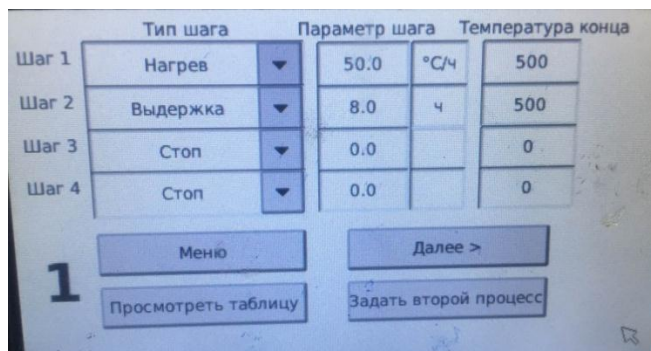 Тип шага Параметр шага Температура конца
Шаг 1 Нагрев 50.0 °C/ч 500
Шаг 2 Выдержка 8.0 ч 500
Шаг 3 Стоп 0.0 0
Шаг 4 Стоп 0.0 0
Меню Далее >
1
Просмотреть таблицу Задать второй процесс